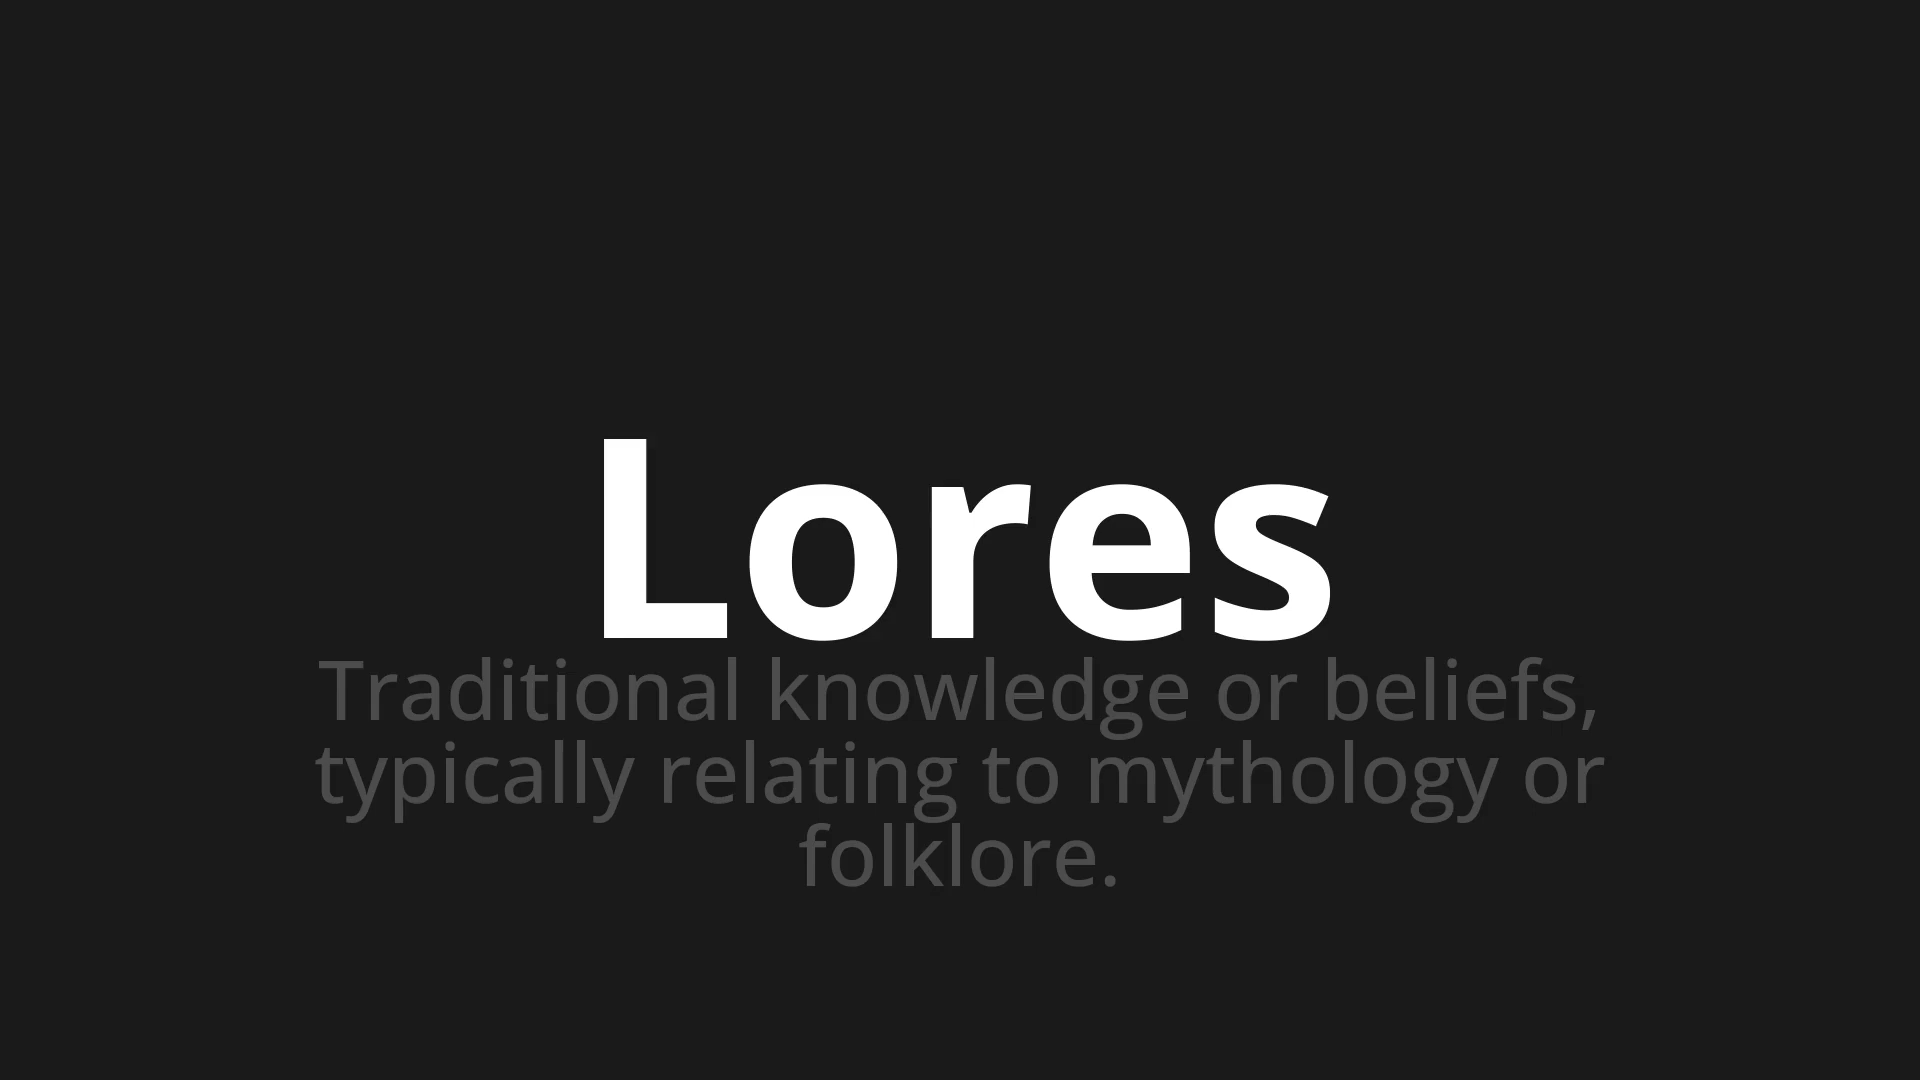 Lores
Traditional knowledge or beliefs,
typically relating to mythology or
folklore.